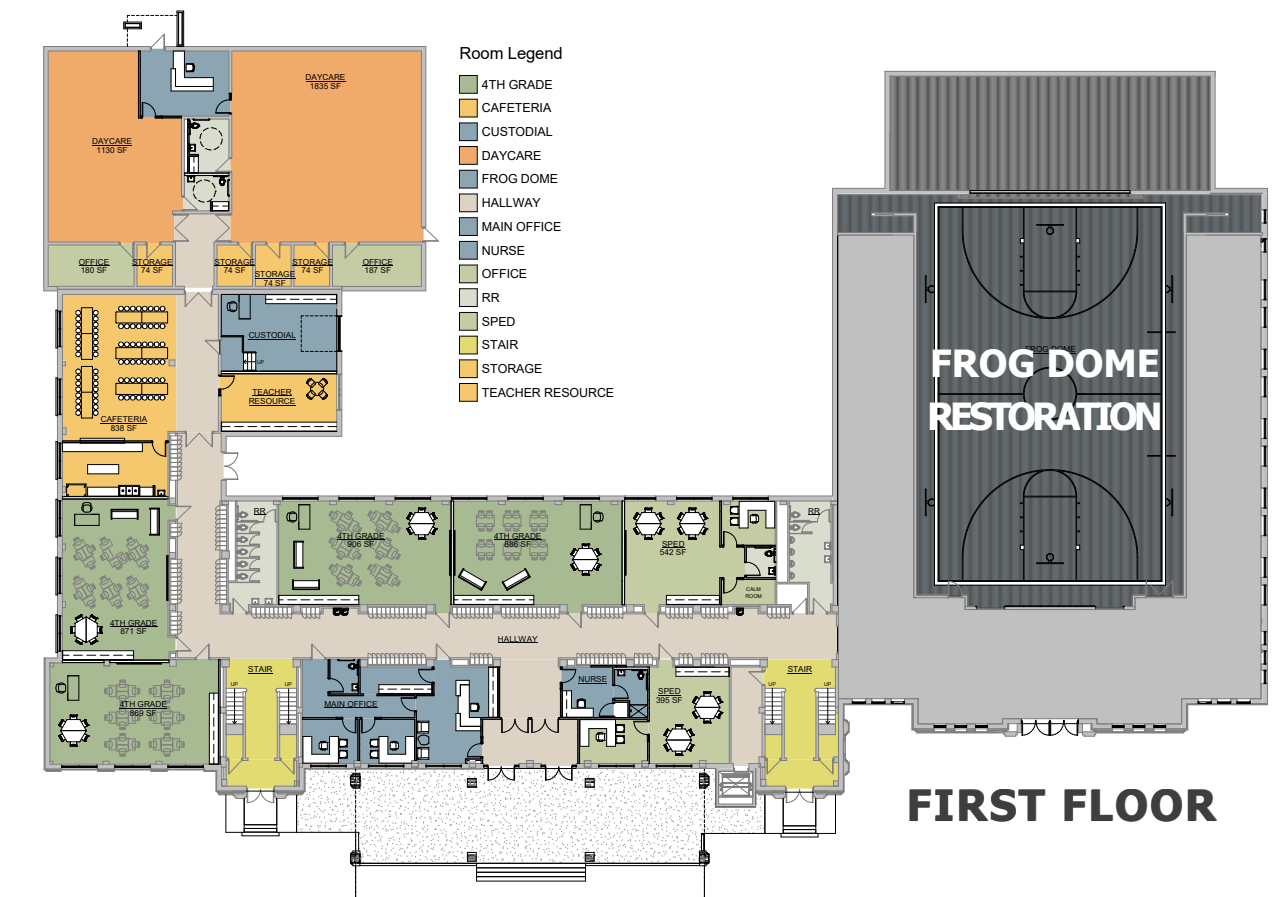 Room Legend
4TH GRADE
CAFETERIA
CUSTODIAL
DAYCARE
FROG DOME
HALLWAY
MAIN OFFICE
NURSE
OFFICE
RR
SPED
STAIR
STORAGE
TEACHER RESOURCE
DAYCARE
1835 SF
DAYCARE
1130 SF
OFFICE
180 SF
STORAGE
74 SF
STORAGE
74 SF
STORAGE
74 SF
STORAGE
74 SF
OFFICE
187 SF
CUSTODIAL
UP
TEACHER
RESOURCE
CAFETERIA
838 SF
FROG DOME
FROG DOME
RESTORATION
RR
4TH GRADE
906 SF
4TH GRADE
886 SF
SPED
542 SF
RR
CALM
ROOM
4TH GRADE
871 SF
HALLWAY
STAIR
UP
UP
MAIN OFFICE
NURSE
SPED
395 SF
STAIR
UP
UP
4TH GRADE
869 SF
FIRST FLOOR